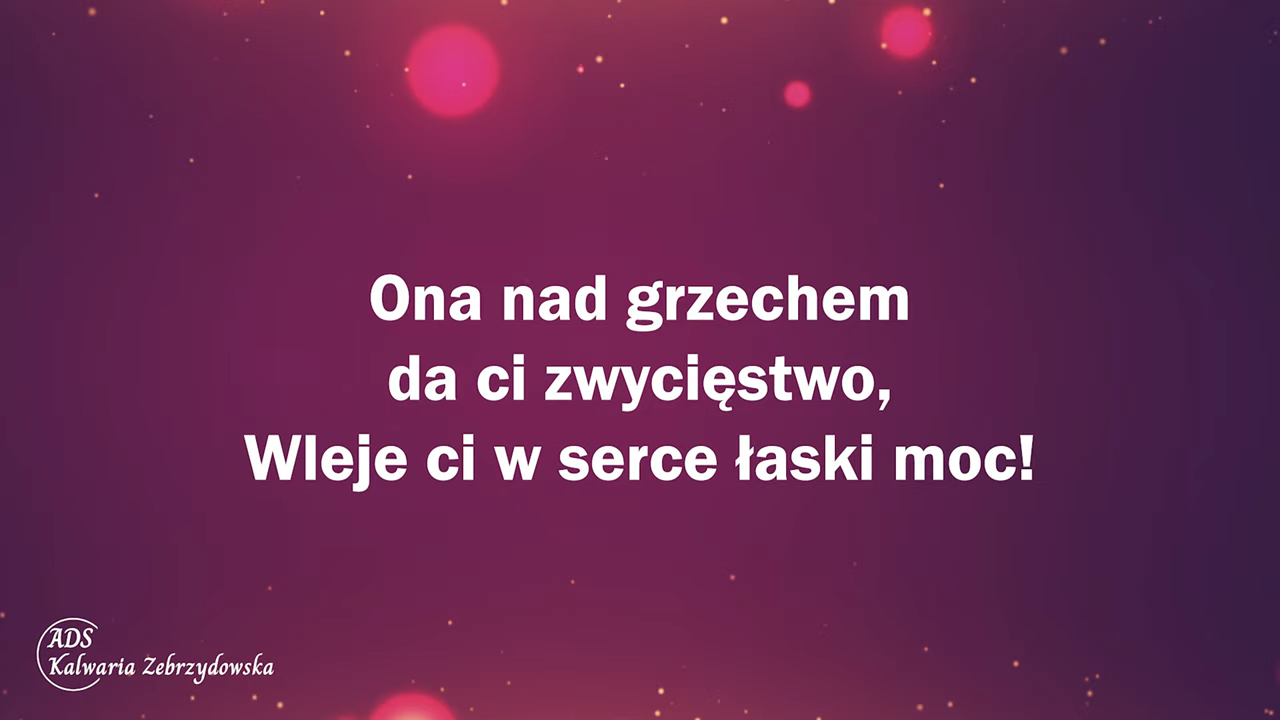 Ona nad grzechem
da ci zwycięstwo,
Wleje ci w serce łaski moc!
ADS
Kalwaria Zebrzydowska